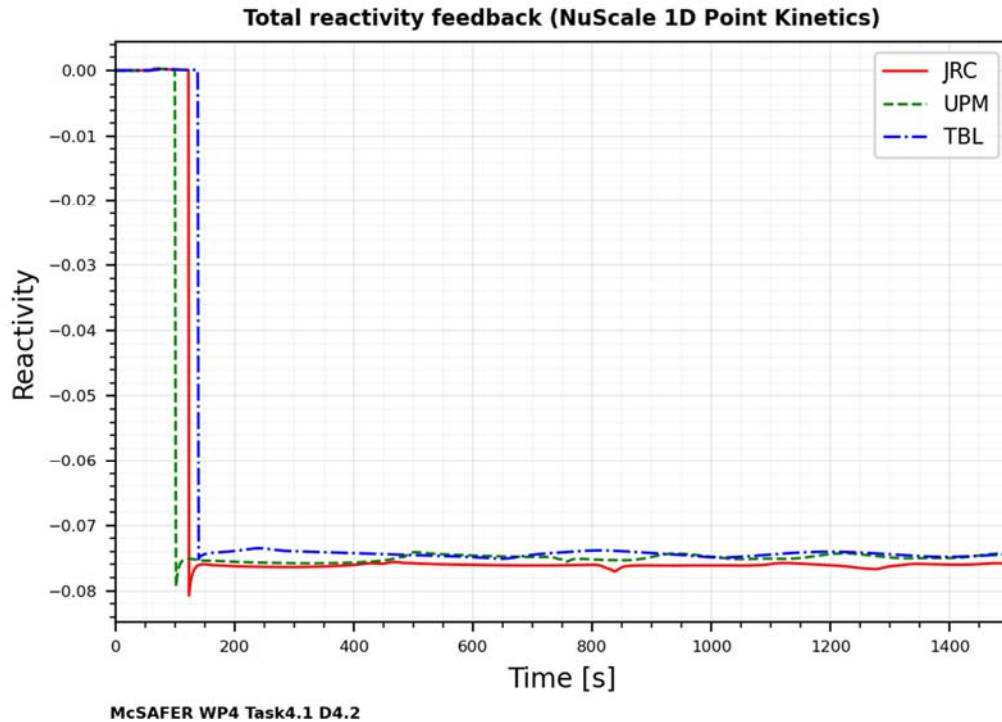 Total reactivity feedback (NuScale 1D Point Kinetics)
JRC
UPM
TBL
0.00
−0.01
−0.02
−0.03
−0.04
−0.05
−0.06
−0.07
−0.08
Reactivity
0 200 400 600 800 1000 1200 1400
Time [s]
McSAFER WP4 Task4.1 D4.2